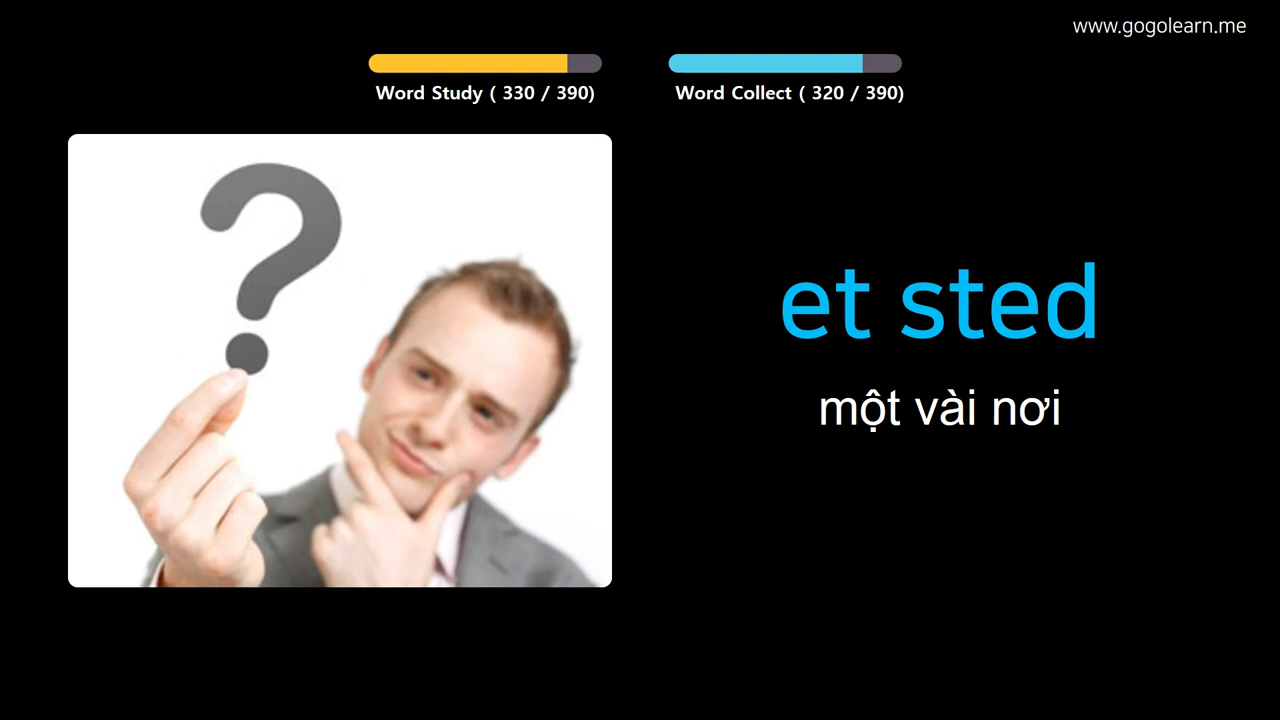 www.gogolearn.me
Word Study ( 330 / 390)
Word Collect ( 320 / 390)
?
et sted
một vài nơi